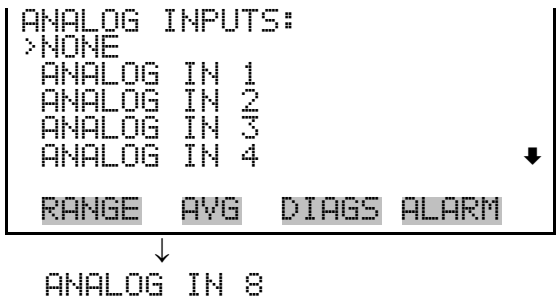 ANALOG INPUTS:
>NONE
ANALOG IN 1
ANALOG IN 2
ANALOG IN 3
ANALOG IN 4
RANGE AVG DIAGS ALARM
ANALOG IN 8